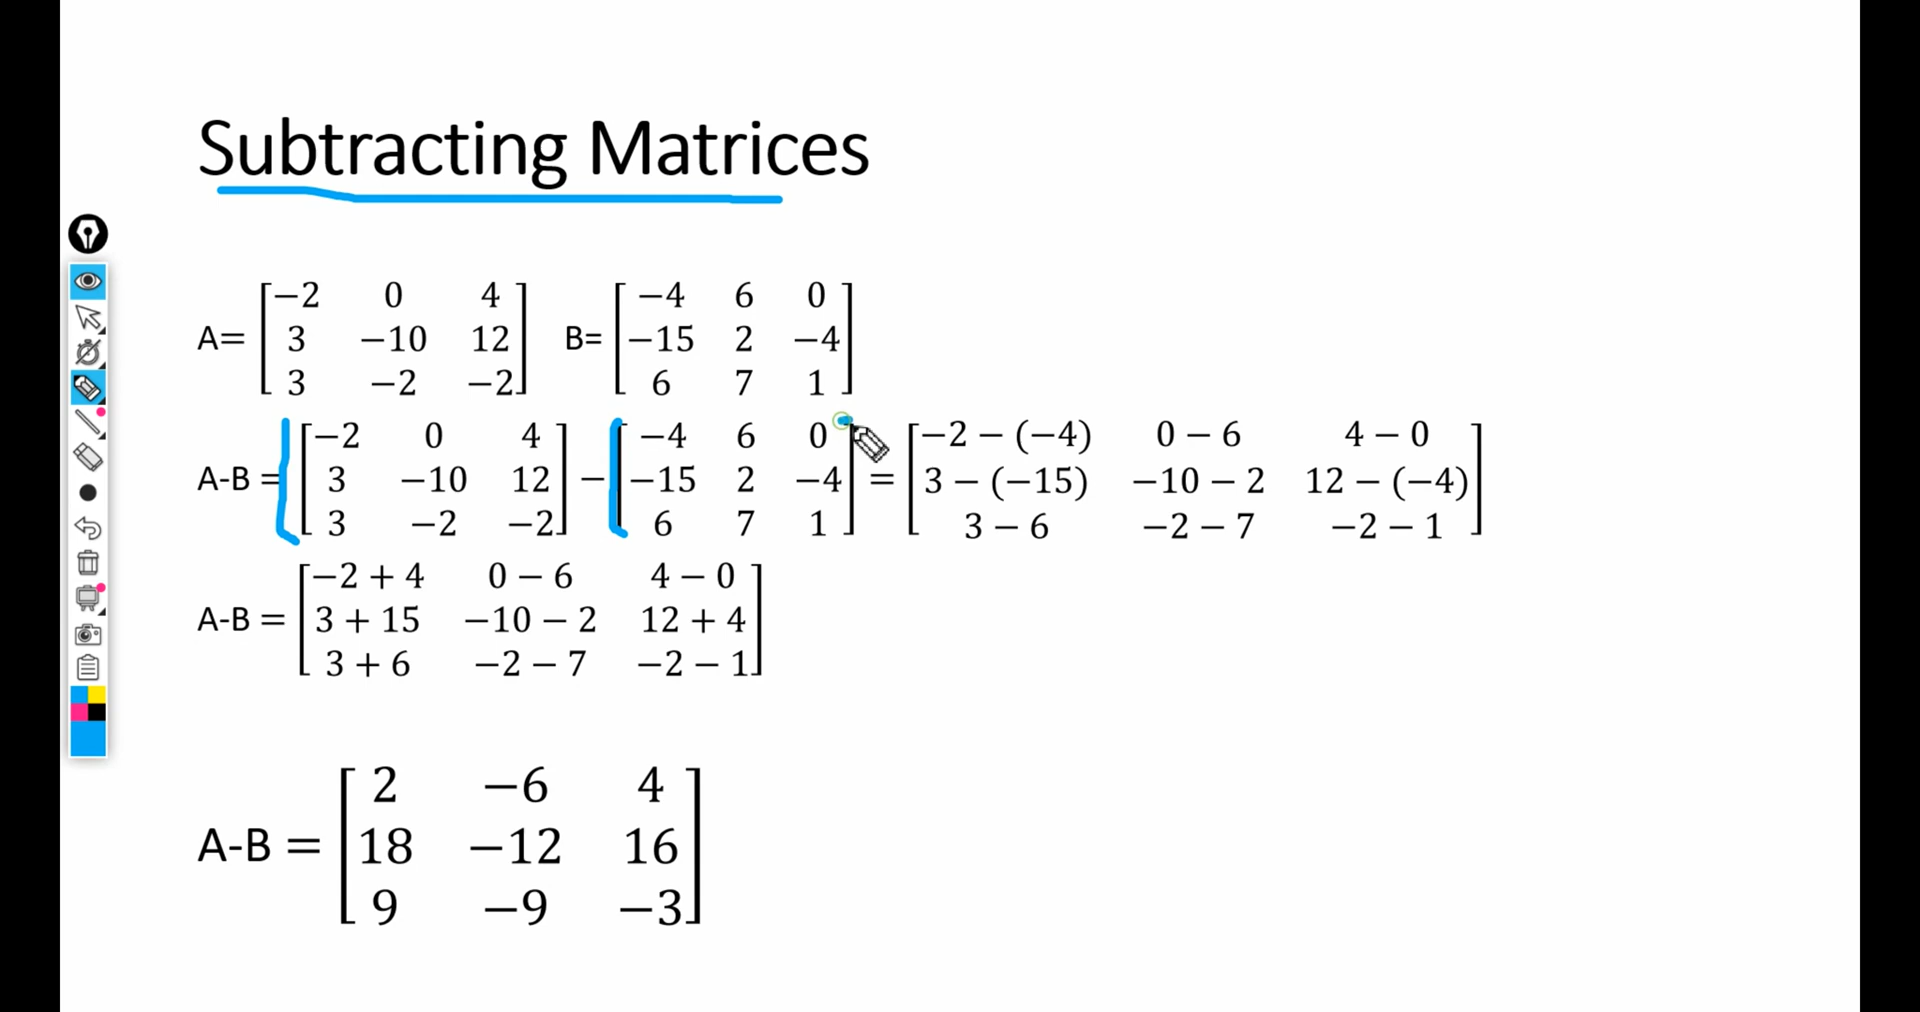 Subtracting Matrices
A= [−2 0 4] B= [−4 6 0]
[3 −10 12] [−15 2 −4]
[3 −2 −2] [6 7 1]
A-B = [−2 0 4] − [−4 6 0] = [−2 − (−4) 0 − 6 4 − 0]
[3 −10 12] [−15 2 −4] [3 − (−15) −10 − 2 12 − (−4)]
[3 −2 −2] [6 7 1] [3 − 6 −2 − 7 −2 − 1]
A-B = [−2 + 4 0 − 6 4 − 0]
[3 + 15 −10 − 2 12 + 4]
[3 + 6 −2 − 7 −2 − 1]
A-B = [2 −6 4]
[18 −12 16]
[9 −9 −3]